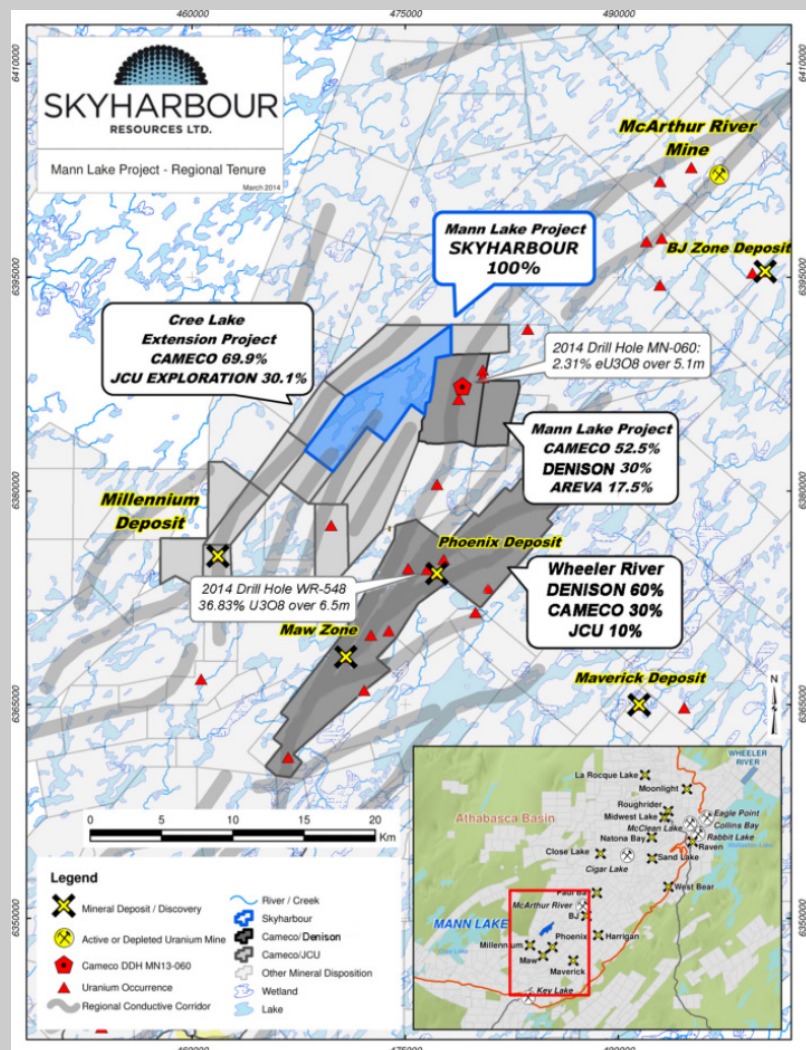 460000
475000
490000
6410000
6410000
SKYHARBOUR
RESOURCES LTD.
Mann Lake Project - Regional Tenure
March 2014
McArthur River
Mine
Mann Lake Project
SKYHARBOUR
100%
BJ Zone Deposit
6395000
6395000
Cree Lake
Extension Project
CAMECO 69.9%
JCU EXPLORATION 30.1%
2014 Drill Hole MN-060:
2.31% eU3O8 over 5.1m
Mann Lake Project
CAMECO 52.5%
DENISON 30%
AREVA 17.5%
6380000
6380000
Millennium
Deposit
Phoenix Deposit
2014 Drill Hole WR-548
36.83% U3O8 over 6.5m
Wheeler River
DENISON 60%
CAMECO 30%
JCU 10%
Maw Zone
Maverick Deposit
N
6365000
6365000
0 5 10 15 20
Km
Legend
Mineral Deposit / Discovery
Active or Depleted Uranium Mine
Cameco DDH MN13-060
Uranium Occurrence
Regional Conductive Corridor
River / Creek
Skyharbour
Cameco/Denison
Cameco/JCU
Other Mineral Disposition
Wetland
Lake
WHEELER
RIVER
La Rocque Lake
Moonlight
Roughrider
Midwest Lake
Eagle Point
Collins Bay
McClean Lake
Rabbit Lake
Athabasca Basin
Natona Bay
Raven
Wollaston Lake
Close Lake
Sand Lake
Cigar Lake
Paul Bay
West Bear
McArthur River
BJ
MANN LAKE
Phoenix
Harrigan
Millennium
Cree Lake
Maw
Maverick
Key Lake
6350000
6350000
460000
475000
490000